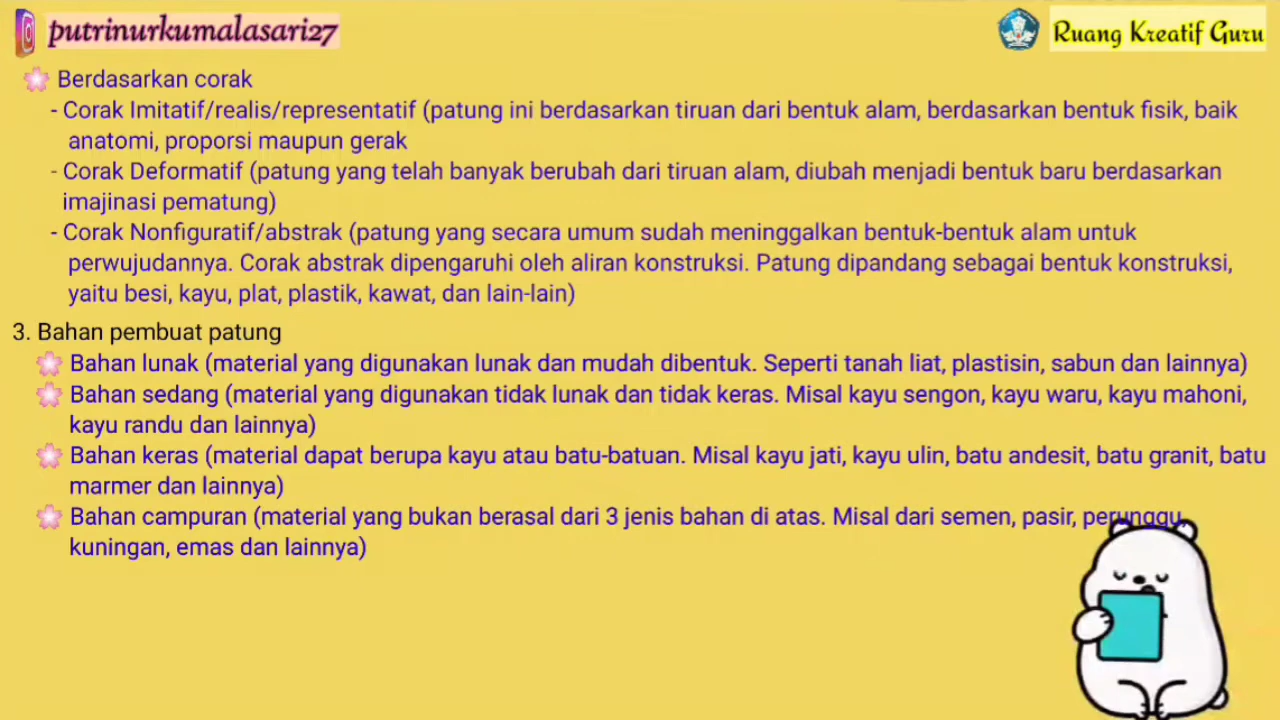 putrinurkumalasari27
Ruang Kreatif Guru
Berdasarkan corak
- Corak Imitatif/realis/representatif (patung ini berdasarkan tiruan dari bentuk alam, berdasarkan bentuk fisik, baik
anatomi, proporsi maupun gerak
- Corak Deformatif (patung yang telah banyak berubah dari tiruan alam, diubah menjadi bentuk baru berdasarkan
imajinasi pematung)
- Corak Nonfiguratif/abstrak (patung yang secara umum sudah meninggalkan bentuk-bentuk alam untuk
perwujudannya. Corak abstrak dipengaruhi oleh aliran konstruksi. Patung dipandang sebagai bentuk konstruksi,
yaitu besi, kayu, plat, plastik, kawat, dan lain-lain)
3. Bahan pembuat patung
Bahan lunak (material yang digunakan lunak dan mudah dibentuk. Seperti tanah liat, plastisin, sabun dan lainnya)
Bahan sedang (material yang digunakan tidak lunak dan tidak keras. Misal kayu sengon, kayu waru, kayu mahoni,
kayu randu dan lainnya)
Bahan keras (material dapat berupa kayu atau batu-batuan. Misal kayu jati, kayu ulin, batu andesit, batu granit, batu
marmer dan lainnya)
Bahan campuran (material yang bukan berasal dari 3 jenis bahan di atas. Misal dari semen, pasir, perunggu,
kuningan, emas dan lainnya)